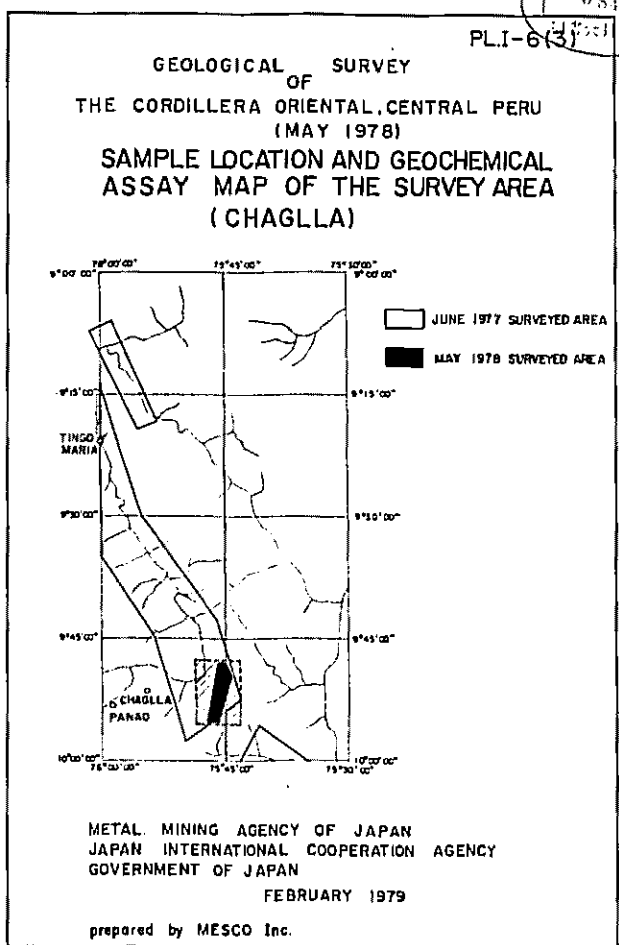 PL.I-6(3)
GEOLOGICAL SURVEY
OF
THE CORDILLERA ORIENTAL, CENTRAL PERU
(MAY 1978)
SAMPLE LOCATION AND GEOCHEMICAL
ASSAY MAP OF THE SURVEY AREA
(CHAGLLA)
76°00'00" 75°45'00" 75°30'00"
9°00'00" 9°00'00"
JUNE 1977 SURVEYED AREA
MAY 1978 SURVEYED AREA
9°15'00" 9°15'00"
TINGO
MARIA
9°30'00" 9°30'00"
9°45'00" 9°45'00"
CHAGLLA
PANAO
10°00'00" 10°00'00"
76°00'00" 75°45'00" 75°30'00"
METAL MINING AGENCY OF JAPAN
JAPAN INTERNATIONAL COOPERATION AGENCY
GOVERNMENT OF JAPAN
FEBRUARY 1979
prepared by MESCO Inc.